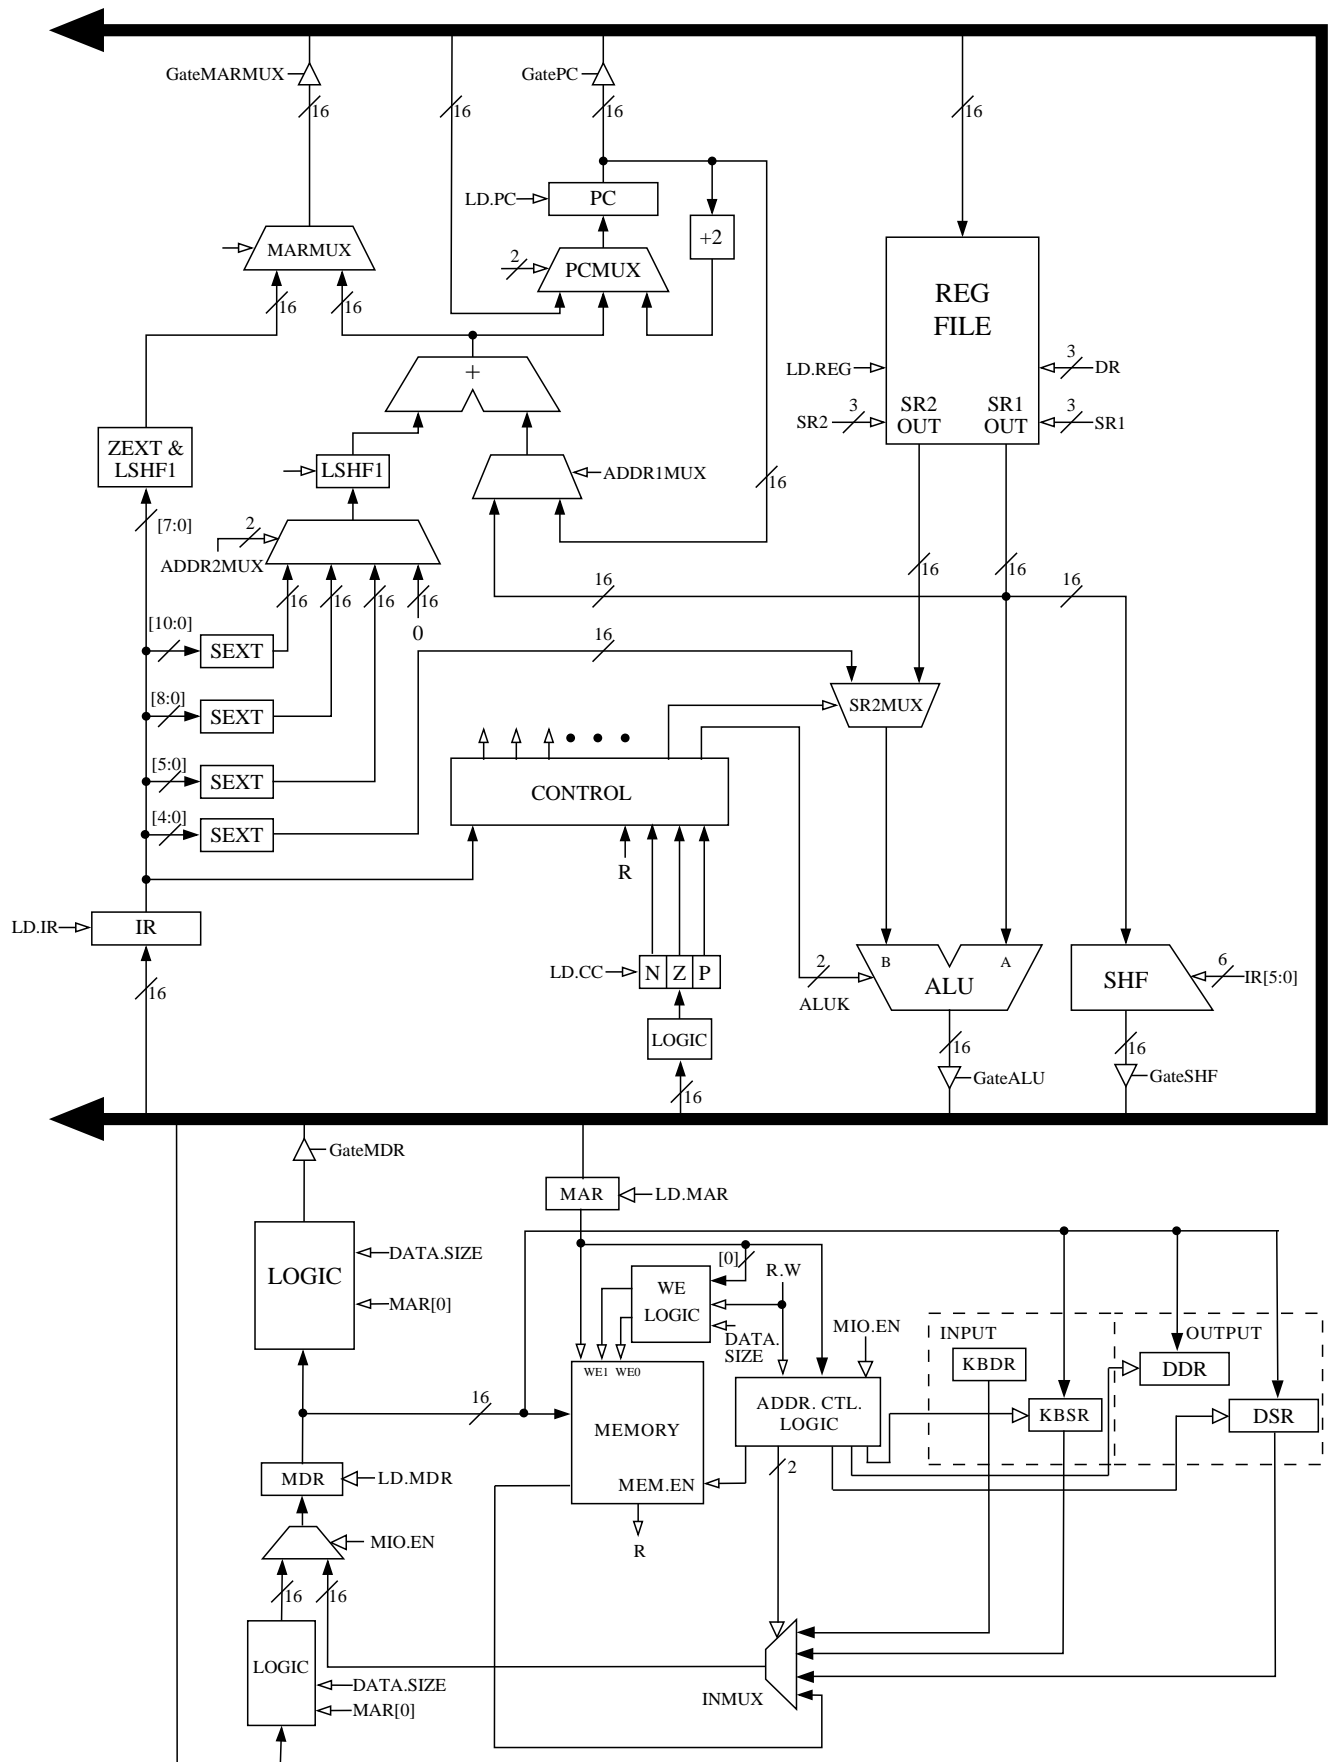 GateMARMUX
GatePC
16
16
16
16
LD.PC
PC
+2
MARMUX
2
PCMUX
16
16
REG
FILE
LD.REG
3
DR
+
SR2
OUT
SR1
OUT
SR2
3
3
SR1
ZEXT &
LSHF1
LSHF1
ADDR1MUX
16
[7:0]
2
ADDR2MUX
16
16
16
16
0
16
16
16
16
[10:0]
SEXT
16
[8:0]
SEXT
SR2MUX
[5:0]
SEXT
CONTROL
[4:0]
SEXT
R
LD.IR
IR
16
LD.CC
N Z P
LOGIC
16
2
ALUK
B
A
ALU
SHF
6
IR[5:0]
16
16
GateALU
GateSHF
GateMDR
MAR
LD.MAR
LOGIC
DATA.SIZE
MAR[0]
[0]
R.W
WE
LOGIC
DATA.
SIZE
MIO.EN
INPUT
OUTPUT
KBDR
DDR
WE1 WE0
16
MEMORY
ADDR. CTL.
LOGIC
KBSR
DSR
MDR
LD.MDR
MEM.EN
2
R
MIO.EN
16
16
LOGIC
DATA.SIZE
MAR[0]
INMUX